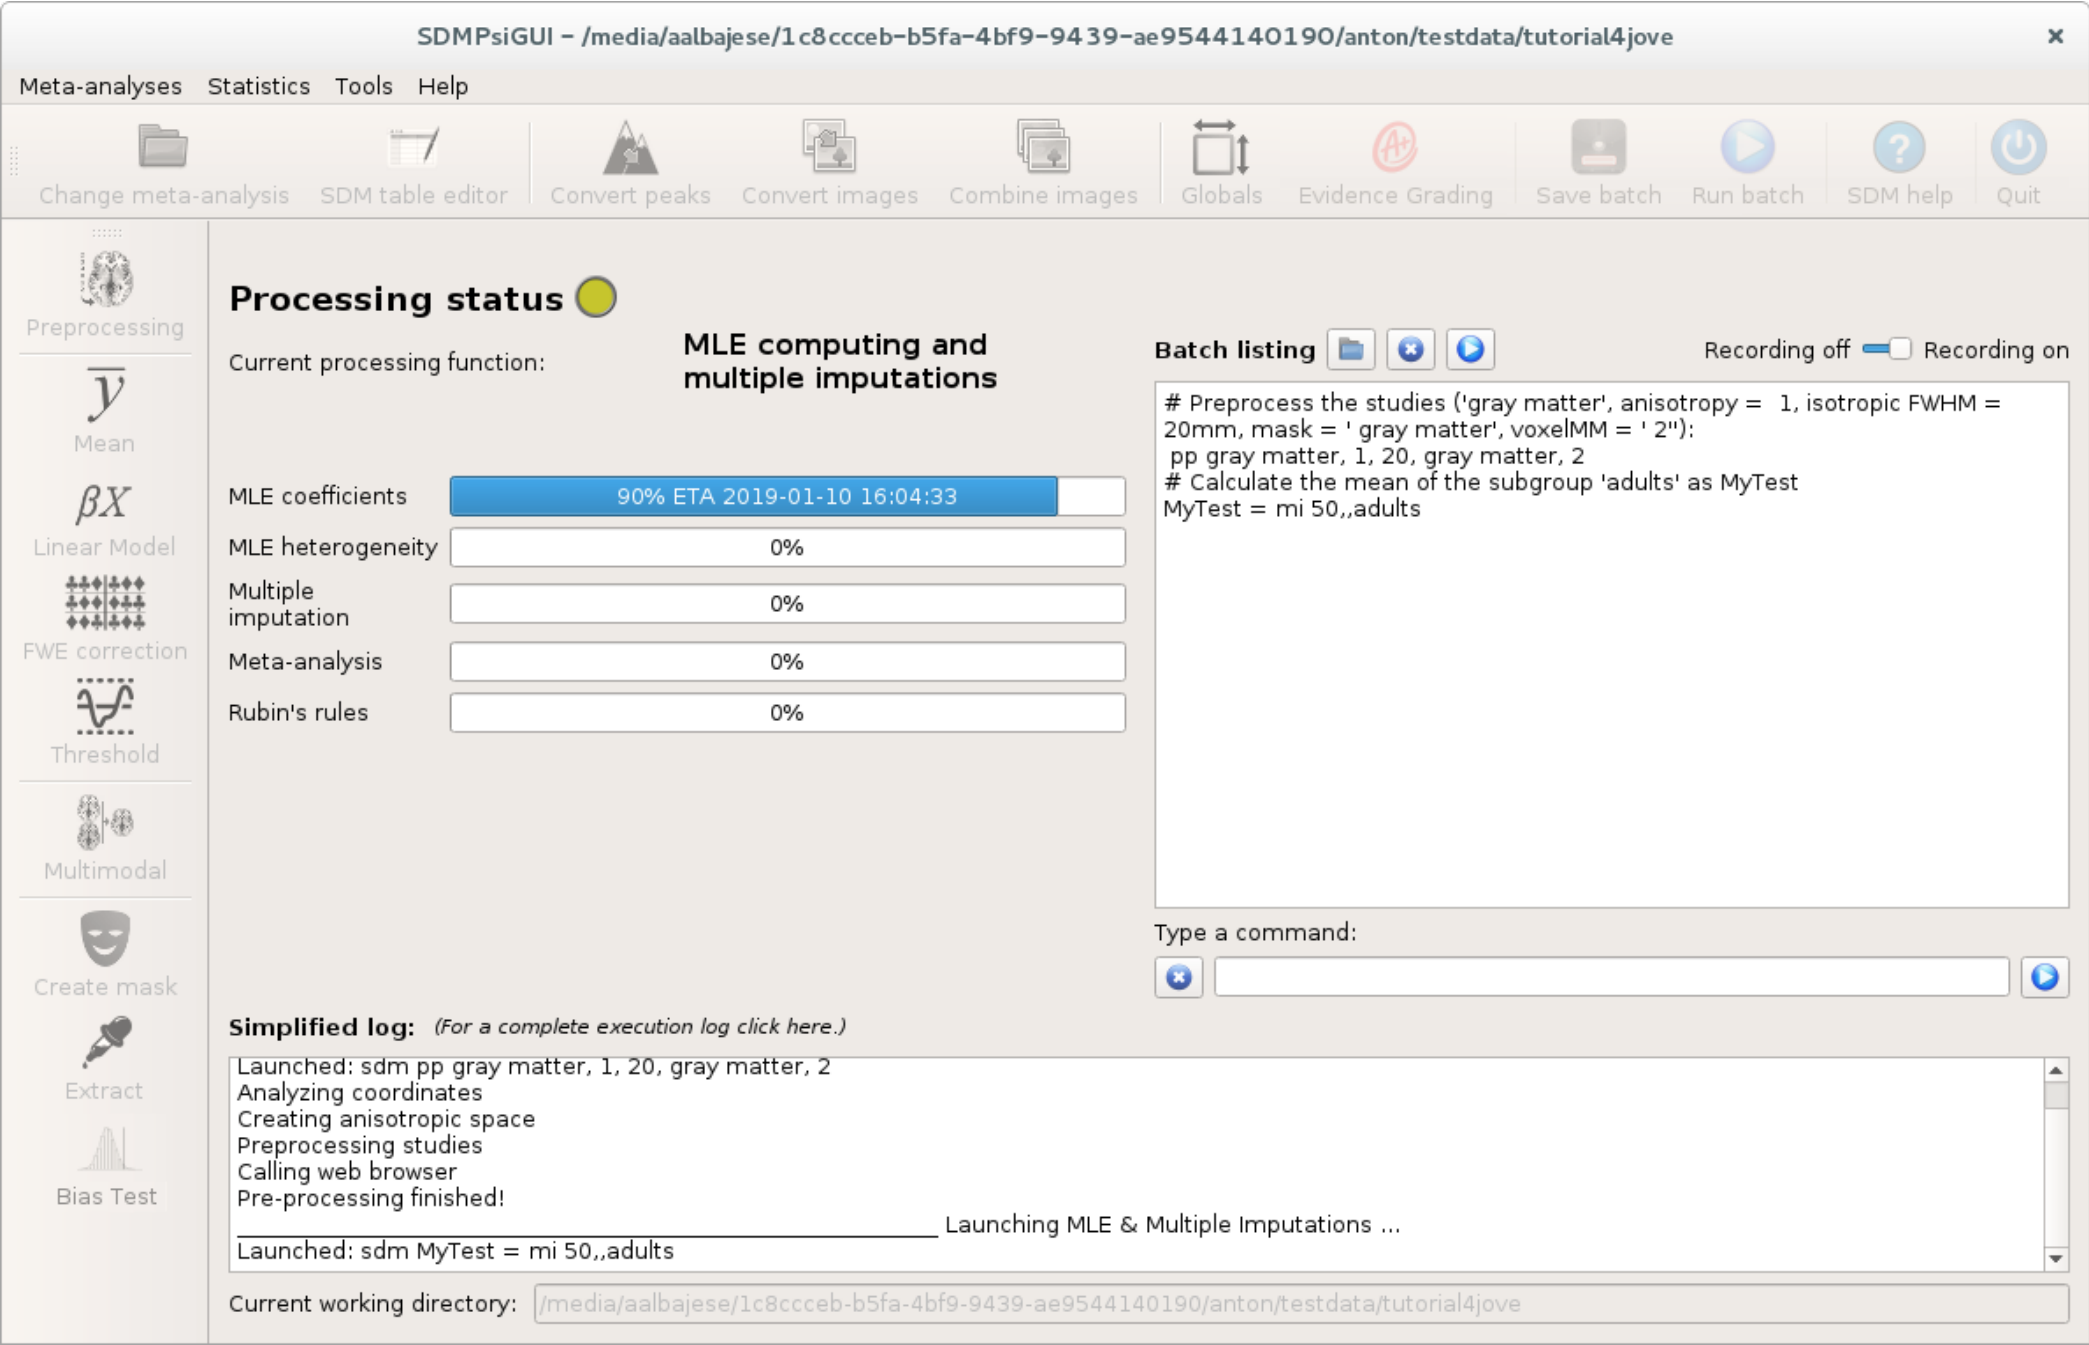 SDMPsiGUI – /media/aalbajese/1c8ccceb-b5fa-4bf9-9439-ae9544140190/anton/testdata/tutorial4jove
Meta-analyses Statistics Tools Help
Change meta-analysis SDM table editor Convert peaks Convert images Combine images Globals Evidence Grading Save batch Run batch SDM help Quit
Preprocessing
Mean
βX
Linear Model
FWE correction
Threshold
Multimodal
Create mask
Extract
Bias Test
Processing status
Current processing function:
MLE computing and
multiple imputations
MLE coefficients 90% ETA 2019-01-10 16:04:33
MLE heterogeneity 0%
Multiple
imputation 0%
Meta-analysis 0%
Rubin's rules 0%
Batch listing Recording off Recording on
# Preprocess the studies ('gray matter', anisotropy =  1, isotropic FWHM =
20mm, mask = ' gray matter', voxelMM = ' 2"):
pp gray matter, 1, 20, gray matter, 2
# Calculate the mean of the subgroup 'adults' as MyTest
MyTest = mi 50,,adults
Type a command:
Simplified log: (For a complete execution log click here.)
Launched: sdm pp gray matter, 1, 20, gray matter, 2
Analyzing coordinates
Creating anisotropic space
Preprocessing studies
Calling web browser
Pre-processing finished!
Launching MLE & Multiple Imputations ...
Launched: sdm MyTest = mi 50,,adults
Current working directory: /media/aalbajese/1c8ccceb-b5fa-4bf9-9439-ae9544140190/anton/testdata/tutorial4jove